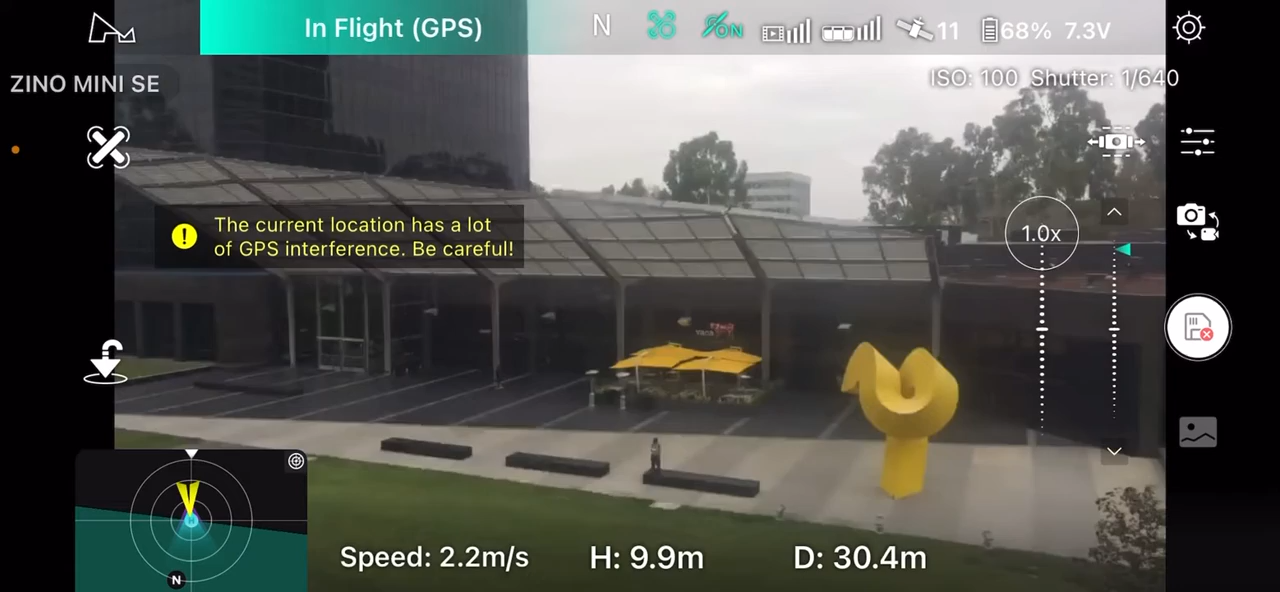 In Flight (GPS)
N
ON
11
68%
7.3V
ZINO MINI SE
ISO: 100 Shutter: 1/640
The current location has a lot
of GPS interference. Be careful!
1.0x
H
N
Speed: 2.2m/s
H: 9.9m
D: 30.4m